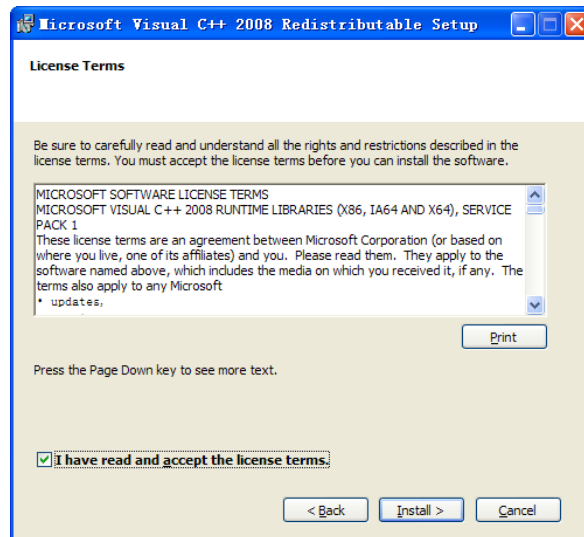 Microsoft Visual C++ 2008 Redistributable Setup
License Terms
Be sure to carefully read and understand all the rights and restrictions described in the
license terms. You must accept the license terms before you can install the software.
MICROSOFT SOFTWARE LICENSE TERMS
MICROSOFT VISUAL C++ 2008 RUNTIME LIBRARIES (X86, IA64 AND X64), SERVICE
PACK 1
These license terms are an agreement between Microsoft Corporation (or based on
where you live, one of its affiliates) and you.  Please read them.  They apply to the
software named above, which includes the media on which you received it, if any.  The
terms also apply to any Microsoft
• updates,
Print
Press the Page Down key to see more text.
I have read and accept the license terms.
< Back
Install >
Cancel